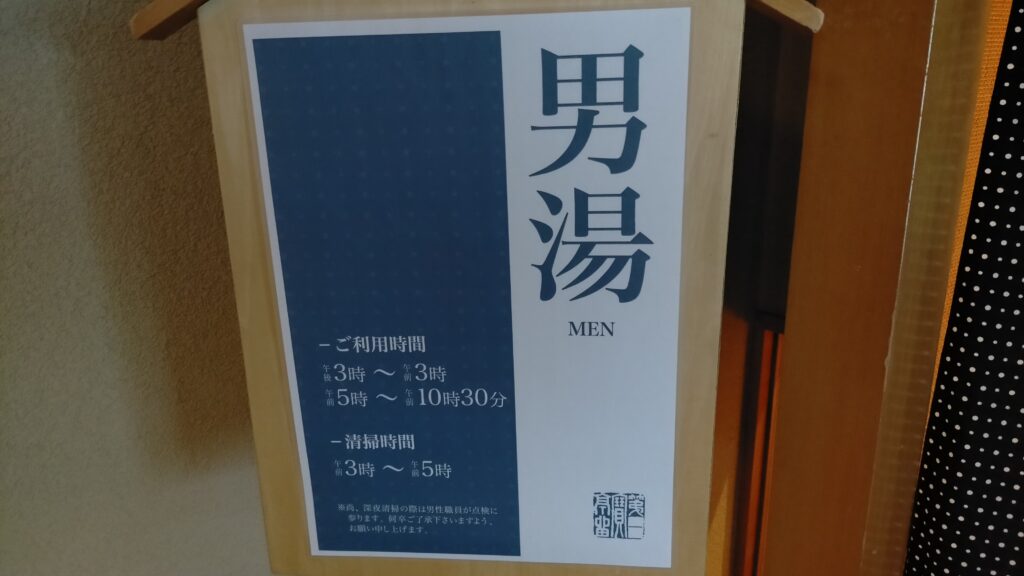 男湯
MEN
－ご利用時間
午後3時 〜 午前3時
午前5時 〜 午前10時30分
－清掃時間
午前3時 〜 午前5時
※尚、深夜清掃の際は男性職員が点検に
参ります。何卒ご了承下さいますよう、
お願い申し上げます。